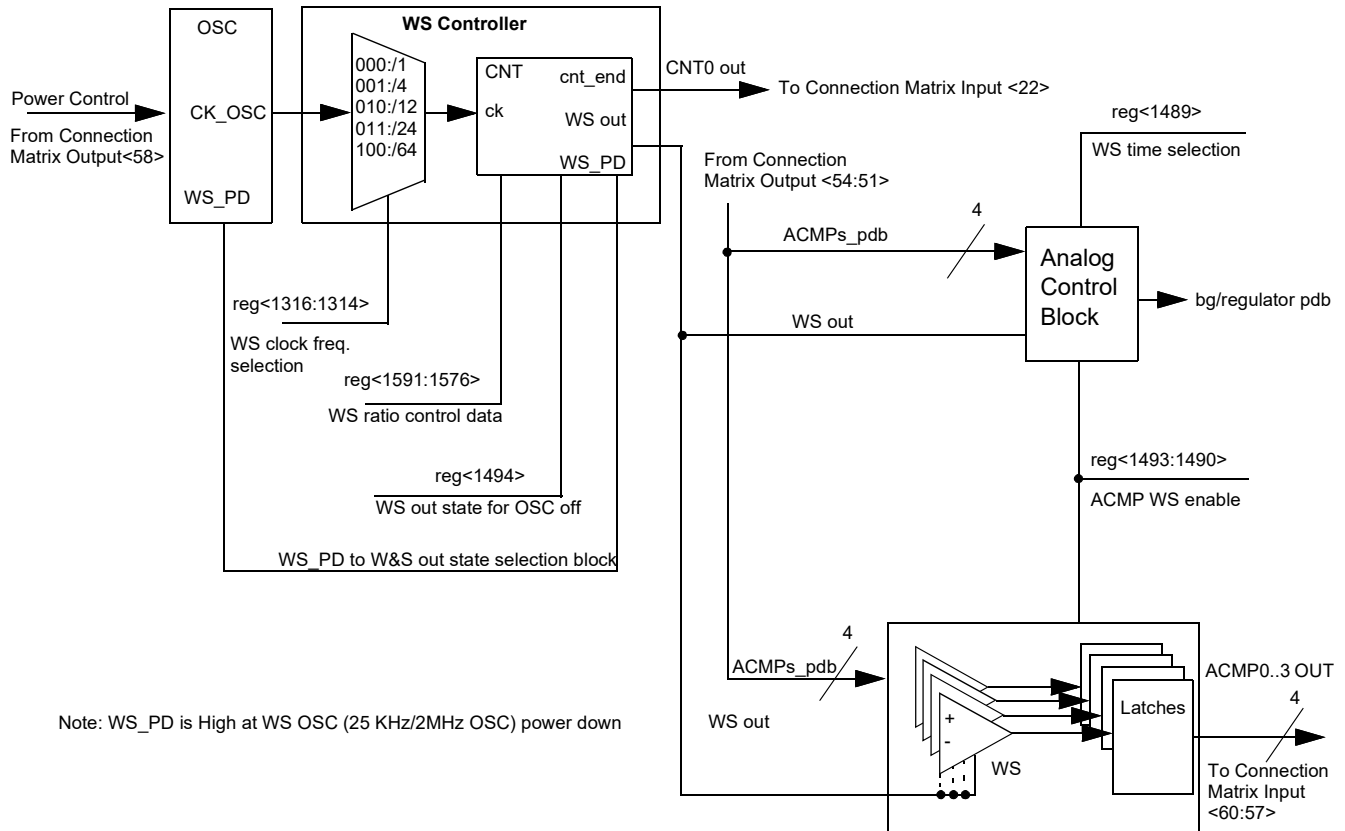 OSC
WS Controller
Power Control
From Connection
Matrix Output<58>
CK_OSC
WS_PD
000:/1
001:/4
010:/12
011:/24
100:/64
CNT
ck
cnt_end
WS out
WS_PD
CNT0 out
To Connection Matrix Input <22>
From Connection
Matrix Output <54:51>
reg<1489>
WS time selection
ACMPs_pdb
4
Analog
Control
Block
bg/regulator pdb
WS out
reg<1316:1314>
WS clock freq.
selection
reg<1591:1576>
WS ratio control data
reg<1494>
WS out state for OSC off
WS_PD to W&S out state selection block
reg<1493:1490>
ACMP WS enable
ACMPs_pdb
4
WS out
+
-
WS
Latches
ACMP0..3 OUT
4
To Connection
Matrix Input
<60:57>
Note: WS_PD is High at WS OSC (25 KHz/2MHz OSC) power down